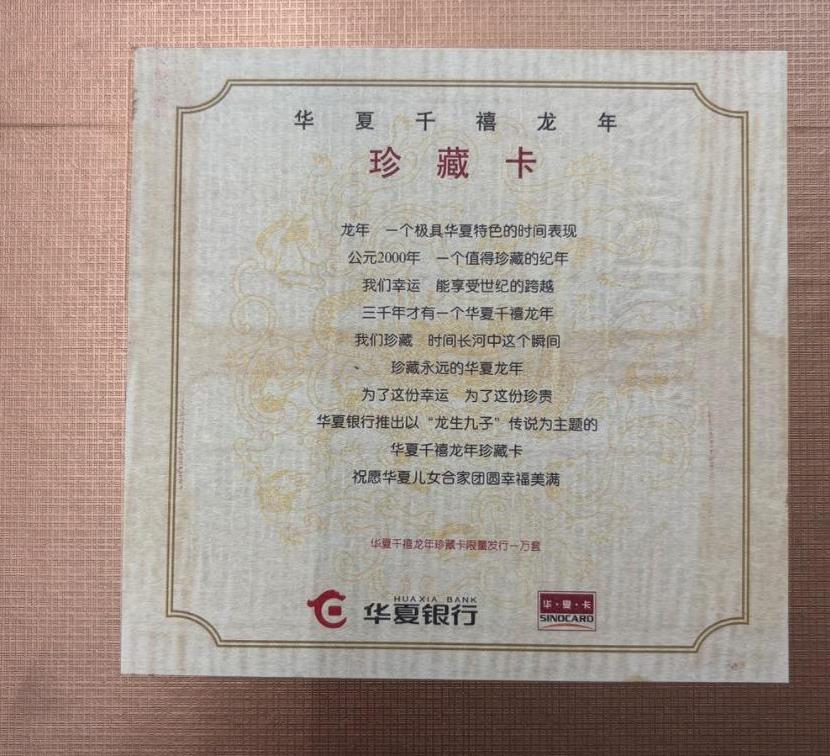 华夏千禧龙年
珍藏卡
龙年　一个极具华夏特色的时间表现
公元2000年　一个值得珍藏的纪年
我们幸运　能享受世纪的跨越
三千年才有一个华夏千禧龙年
我们珍藏　时间长河中这个瞬间
珍藏永远的华夏龙年
为了这份幸运　为了这份珍贵
华夏银行推出以“龙生九子”传说为主题的
华夏千禧龙年珍藏卡
祝愿华夏儿女合家团圆幸福美满
华夏千禧龙年珍藏卡限量发行一万套
HUAXIA BANK
华夏银行
华·夏·卡
SINOCARD